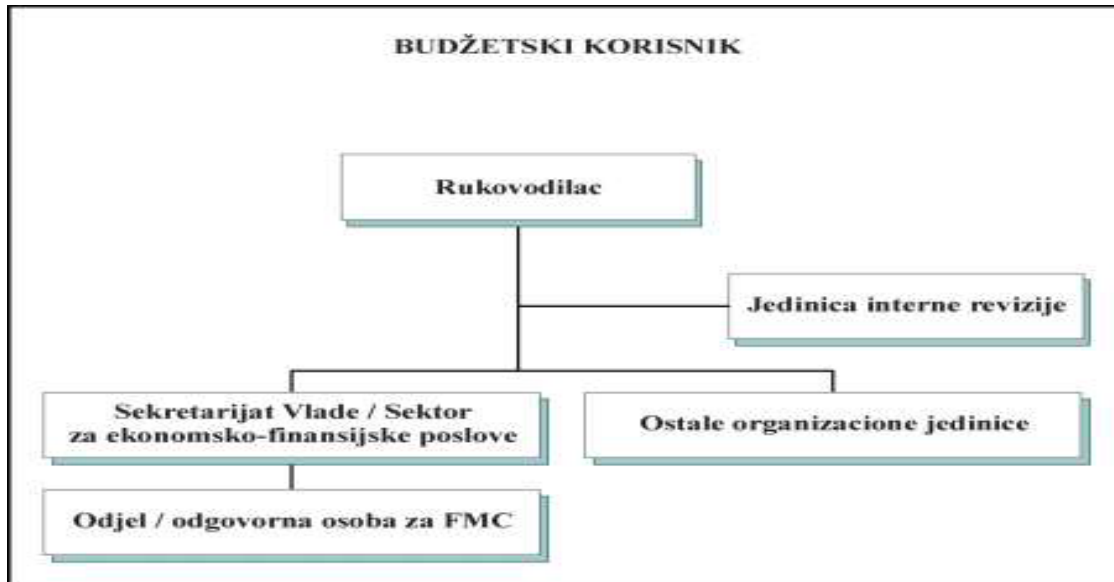 BUDŽETSKI KORISNIK
Rukovodilac
Jedinica interne revizije
Sekretarijat Vlade / Sektor
za ekonomsko-finansijske poslove
Ostale organizacione jedinice
Odjel / odgovorna osoba za FMC